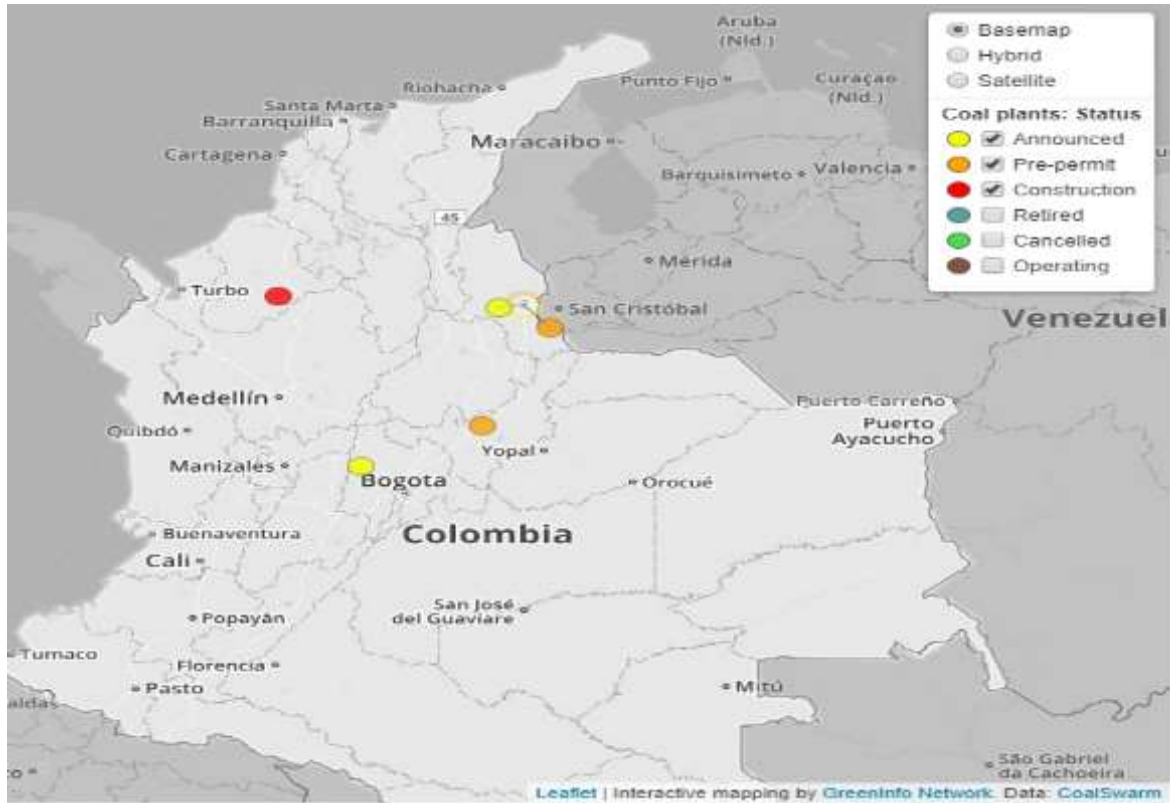 Aruba
(Nld.)
Curaçao
(Nld.)
Punto Fijo
Riohacha
Santa Marta
Barranquilla
Cartagena
Maracaibo
Barquisimeto
Valencia
45
Mérida
Turbo
San Cristóbal
Venezuel
Medellín
Puerto Carreño
Puerto
Ayacucho
Quibdó
Yopal
Manizales
Bogota
Orocué
Buenaventura
Colombia
Cali
San José
del Guaviare
Popayán
Tumaco
Florencia
Pasto
Mitú
aldas
São Gabriel
da Cachoeira
Basemap
Hybrid
Satellite
Coal plants: Status
Announced
Pre-permit
Construction
Retired
Cancelled
Operating
Leaflet | Interactive mapping by GreenInfo Network. Data: CoalSwarm